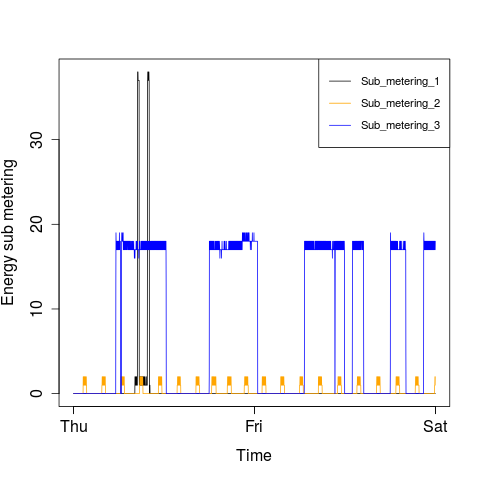 Sub_metering_1
Sub_metering_2
Sub_metering_3
Energy sub metering
30
20
10
0
Thu Fri Sat
Time